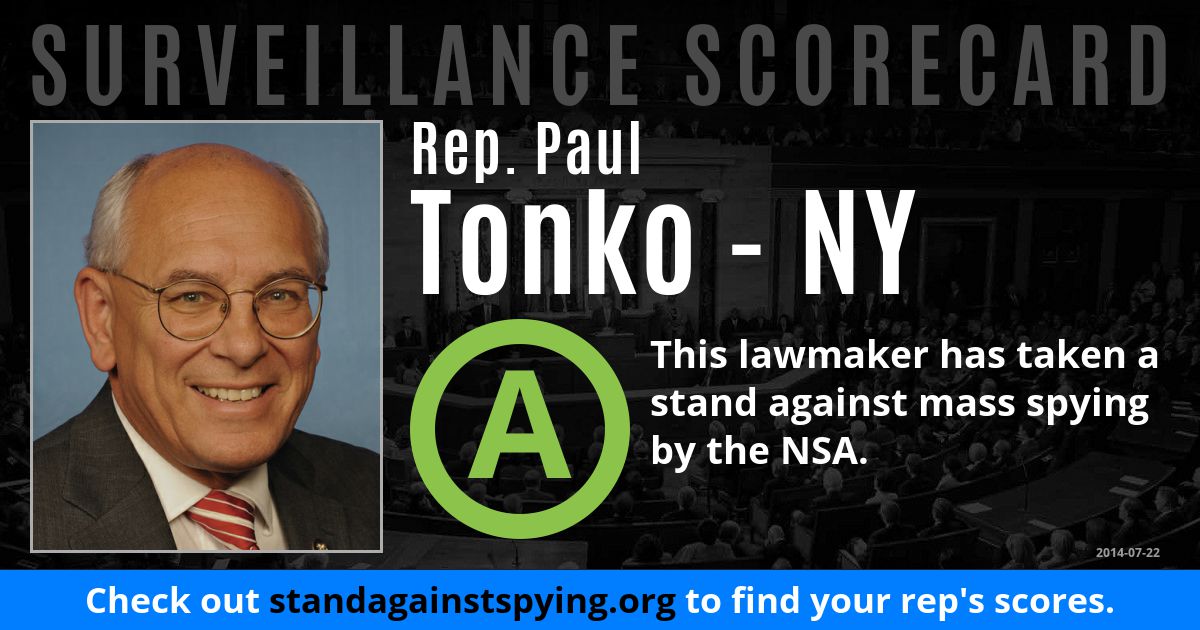 SURVEILLANCE SCORECARD
Rep. Paul
Tonko - NY
A
This lawmaker has taken a
stand against mass spying
by the NSA.
2014-07-22
Check out standagainstspying.org to find your rep's scores.